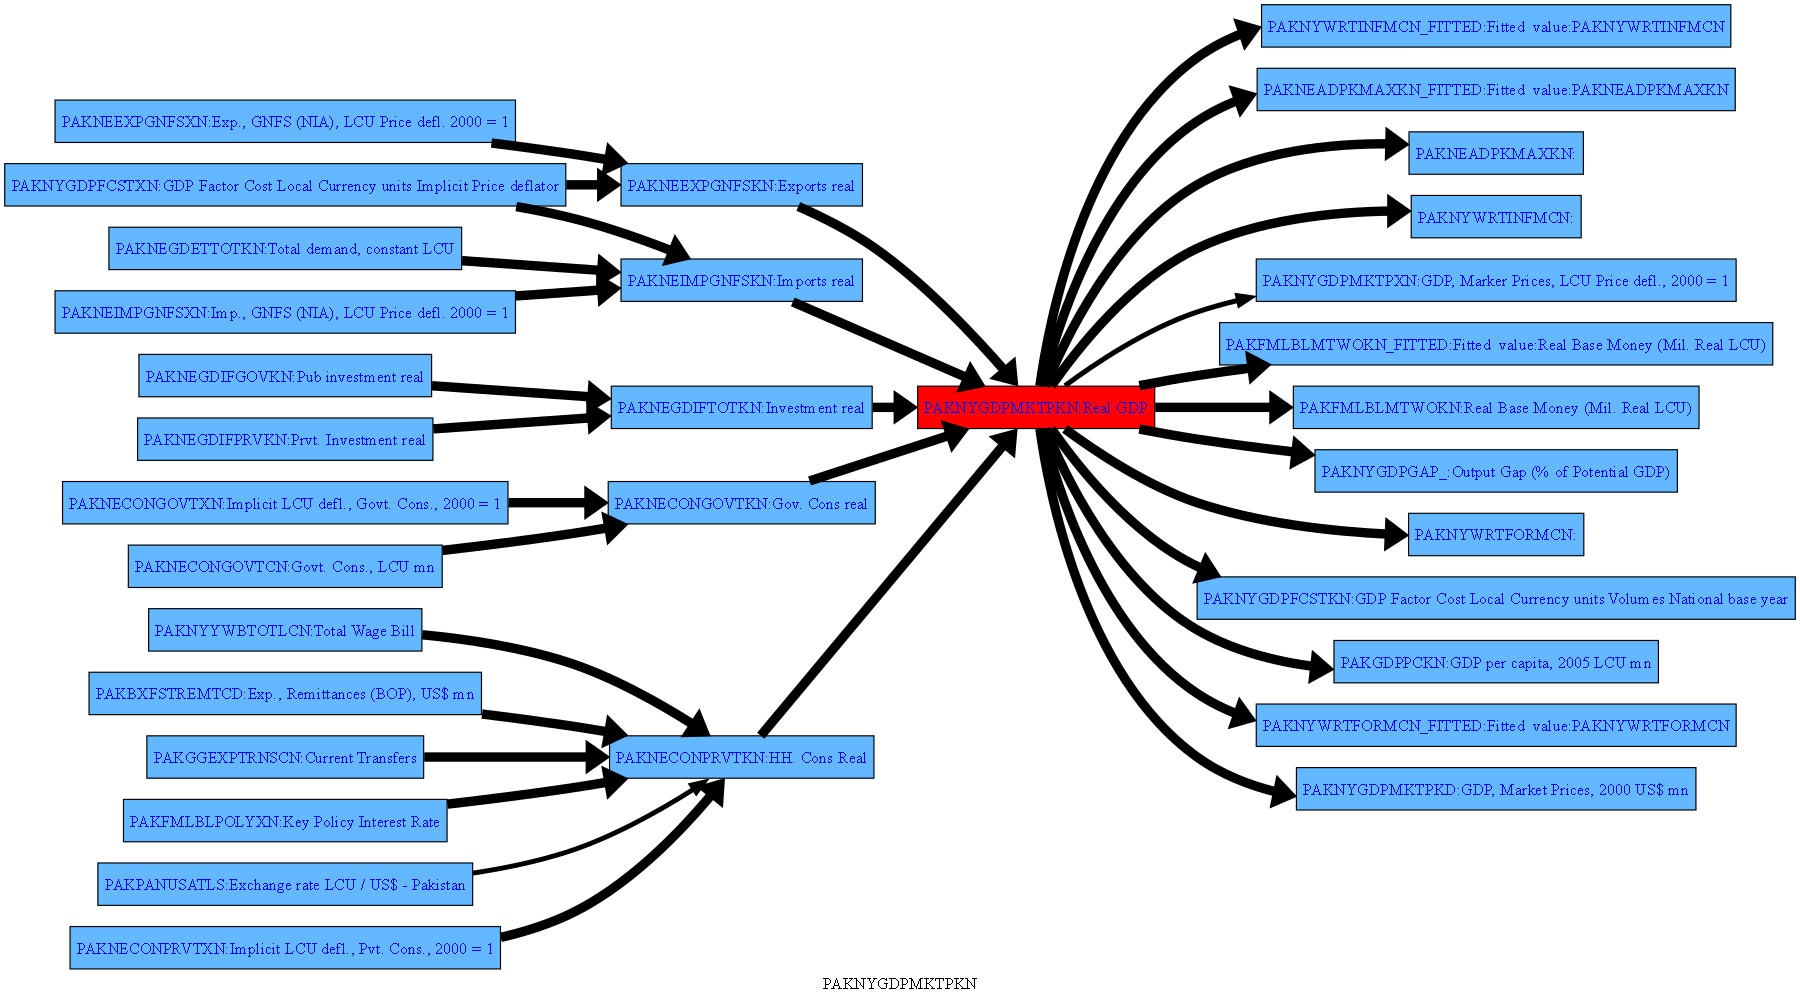 PAKNEEXPGNFSXN:Exp., GNFS (NIA), LCU Price defl. 2000 = 1
PAKNYGDPFCSTXN:GDP Factor Cost Local Currency units Implicit Price deflator
PAKNEGDETTOTKN:Total demand, constant LCU
PAKNEIMPGNFSXN:Imp., GNFS (NIA), LCU Price defl. 2000 = 1
PAKNEGDIFGOVKN:Pub investment real
PAKNEGDIFPRVKN:Prvt. Investment real
PAKNECONGOVTXN:Implicit LCU defl., Govt. Cons., 2000 = 1
PAKNECONGOVTCN:Govt. Cons., LCU mn
PAKNYYWBTOTLCN:Total Wage Bill
PAKBXFSTREMTCD:Exp., Remittances (BOP), US$ mn
PAKGGEXPTRNSCN:Current Transfers
PAKFMLBLPOLYXN:Key Policy Interest Rate
PAKPANUSATLS:Exchange rate LCU / US$ - Pakistan
PAKNECONPRVTXN:Implicit LCU defl., Pvt. Cons., 2000 = 1
PAKNEEXPGNFSKN:Exports real
PAKNEIMPGNFSKN:Imports real
PAKNEGDIFTOTKN:Investment real
PAKNECONGOVTKN:Gov. Cons real
PAKNECONPRVTKN:HH. Cons Real
PAKNYGDPMKTPKN:Real GDP
PAKNYWRTINFMCN_FITTED:Fitted value:PAKNYWRTINFMCN
PAKNEADPKMAXKN_FITTED:Fitted value:PAKNEADPKMAXKN
PAKNEADPKMAXKN:
PAKNYWRTINFMCN:
PAKNYGDPMKTPXN:GDP, Marker Prices, LCU Price defl., 2000 = 1
PAKFMLBLMTWOKN_FITTED:Fitted value:Real Base Money (Mil. Real LCU)
PAKFMLBLMTWOKN:Real Base Money (Mil. Real LCU)
PAKNYGDPGAP_:Output Gap (% of Potential GDP)
PAKNYWRTFORMCN:
PAKNYGDPFCSTKN:GDP Factor Cost Local Currency units Volumes National base year
PAKGDPPCKN:GDP per capita, 2005 LCU mn
PAKNYWRTFORMCN_FITTED:Fitted value:PAKNYWRTFORMCN
PAKNYGDPMKTPKD:GDP, Market Prices, 2000 US$ mn
PAKNYGDPMKTPKN